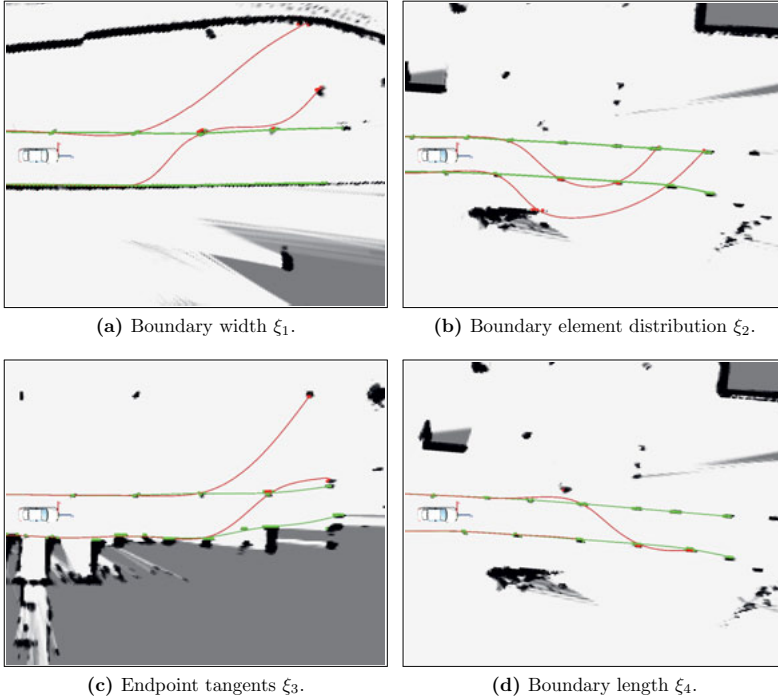 (a) Boundary width ξ₁.
(b) Boundary element distribution ξ₂.
(c) Endpoint tangents ξ₃.
(d) Boundary length ξ₄.